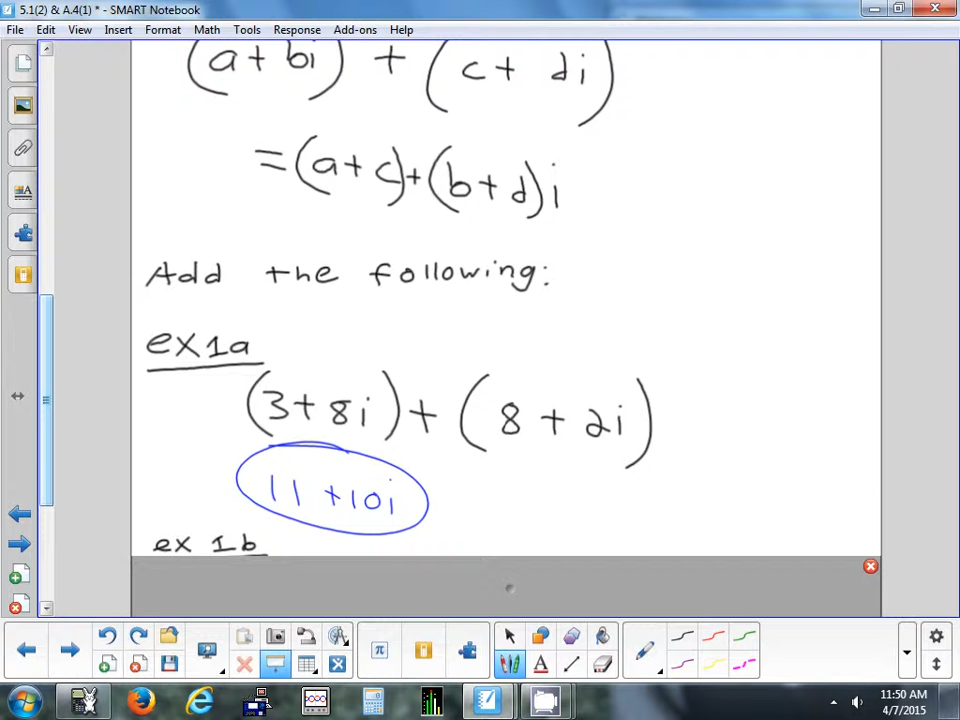 5.1(2) & A.4(1) * - SMART Notebook
File Edit View Insert Format Math Tools Response Add-ons Help
(a + bi) + (c + di)
= (a + c) + (b + d)i
Add the following:
ex1a
(3 + 8i) + (8 + 2i)
11 + 10i
ex 1b
11:50 AM
4/7/2015